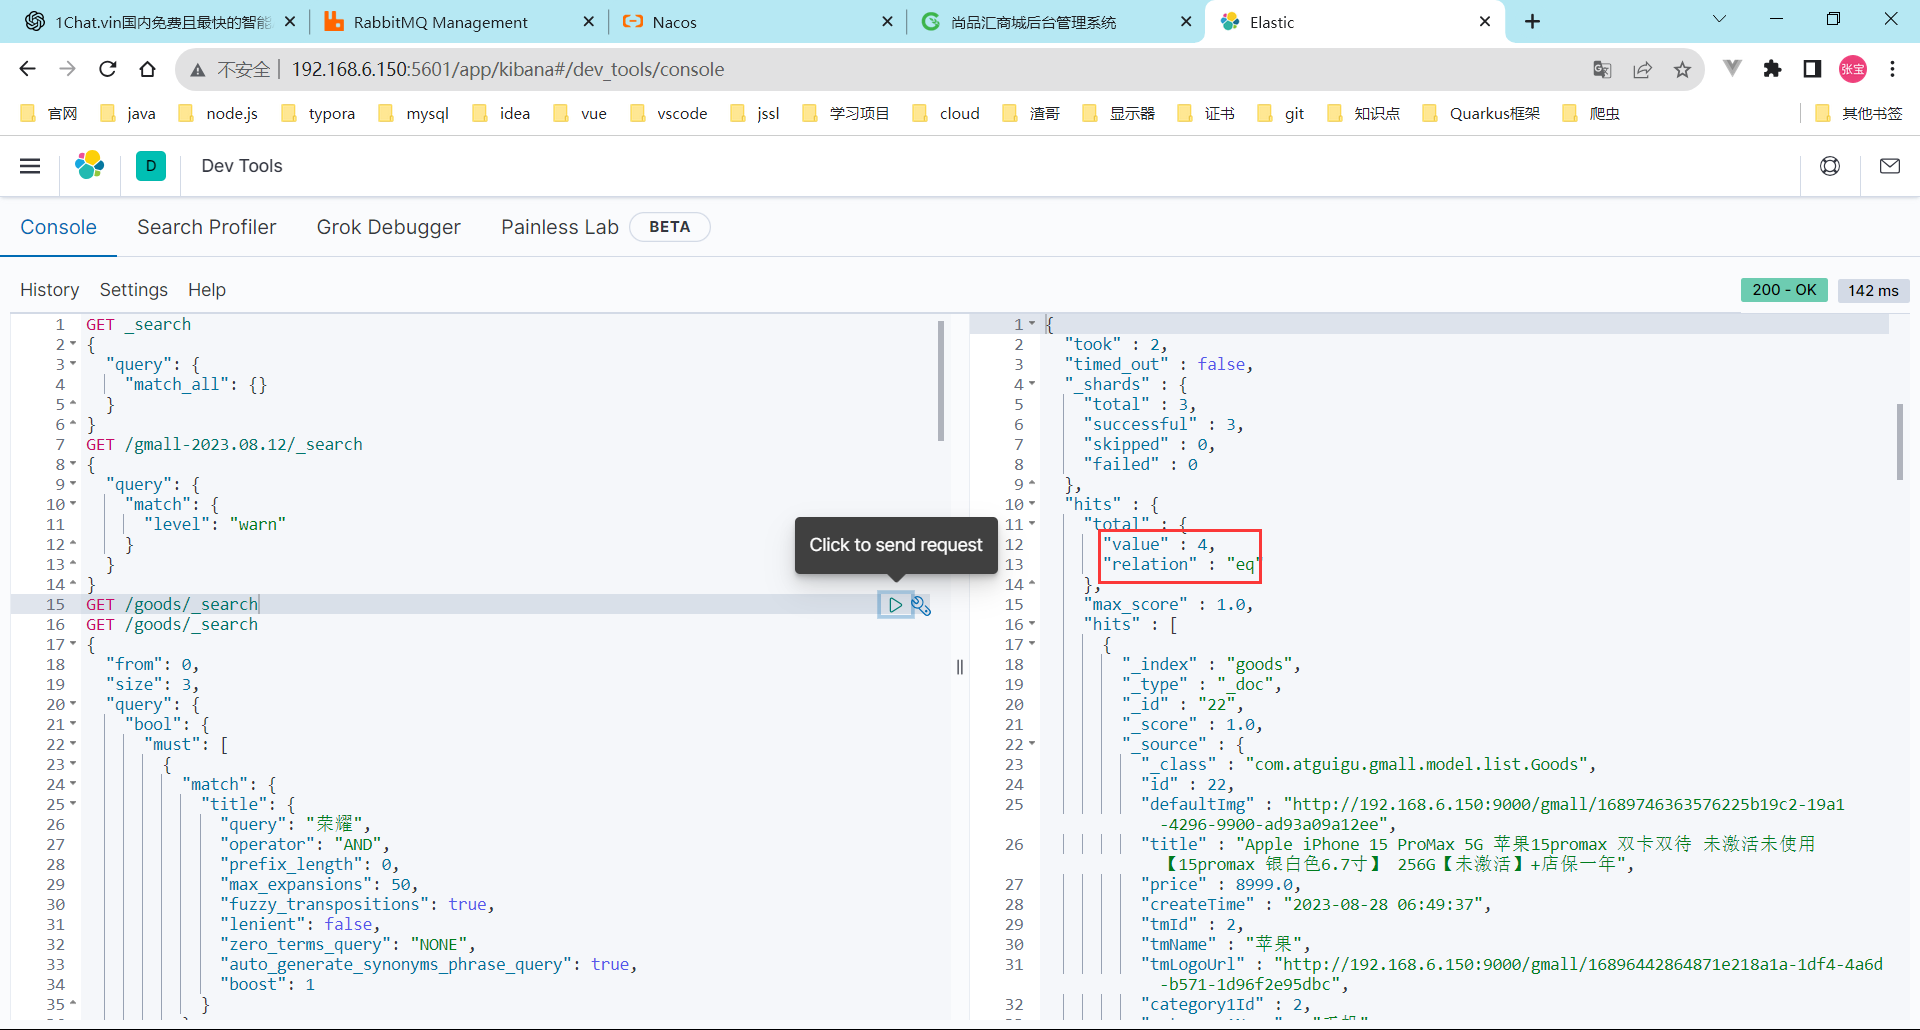 1Chat.vin国内免费且最快的智能
RabbitMQ Management
Nacos
尚品汇商城后台管理系统
Elastic
不安全 192.168.6.150:5601/app/kibana#/dev_tools/console
张宝
官网 java node.js typora mysql idea vue vscode jssl 学习项目 cloud 渣哥 显示器 证书 git 知识点 Quarkus框架 爬虫 其他书签
D Dev Tools
Console Search Profiler Grok Debugger Painless Lab BETA
History Settings Help
200 - OK 142 ms
1 GET _search
2 {
3 "query": {
4 "match_all": {}
5 }
6 }
7 GET /gmall-2023.08.12/_search
8 {
9 "query": {
10 "match": {
11 "level": "warn"
12 }
13 }
14 }
15 GET /goods/_search
16 GET /goods/_search
17 {
18 "from": 0,
19 "size": 3,
20 "query": {
21 "bool": {
22 "must": [
23 {
24 "match": {
25 "title": {
26 "query": "荣耀",
27 "operator": "AND",
28 "prefix_length": 0,
29 "max_expansions": 50,
30 "fuzzy_transpositions": true,
31 "lenient": false,
32 "zero_terms_query": "NONE",
33 "auto_generate_synonyms_phrase_query": true,
34 "boost": 1
35 }
Click to send request
1 {
2 "took" : 2,
3 "timed_out" : false,
4 "_shards" : {
5 "total" : 3,
6 "successful" : 3,
7 "skipped" : 0,
8 "failed" : 0
9 },
10 "hits" : {
11 "total" : {
12 "value" : 4,
13 "relation" : "eq"
14 },
15 "max_score" : 1.0,
16 "hits" : [
17 {
18 "_index" : "goods",
19 "_type" : "_doc",
20 "_id" : "22",
21 "_score" : 1.0,
22 "_source" : {
23 "_class" : "com.atguigu.gmall.model.list.Goods",
24 "id" : 22,
25 "defaultImg" : "http://192.168.6.150:9000/gmall/1689746363576225b19c2-19a1
-4296-9900-ad93a09a12ee",
26 "title" : "Apple iPhone 15 ProMax 5G 苹果15promax 双卡双待 未激活未使用
【15promax 银白色6.7寸】 256G【未激活】+店保一年",
27 "price" : 8999.0,
28 "createTime" : "2023-08-28 06:49:37",
29 "tmId" : 2,
30 "tmName" : "苹果",
31 "tmLogoUrl" : "http://192.168.6.150:9000/gmall/16896442864871e218a1a-1df4-4a6d
-b571-1d96f2e95dbc",
32 "category1Id" : 2,